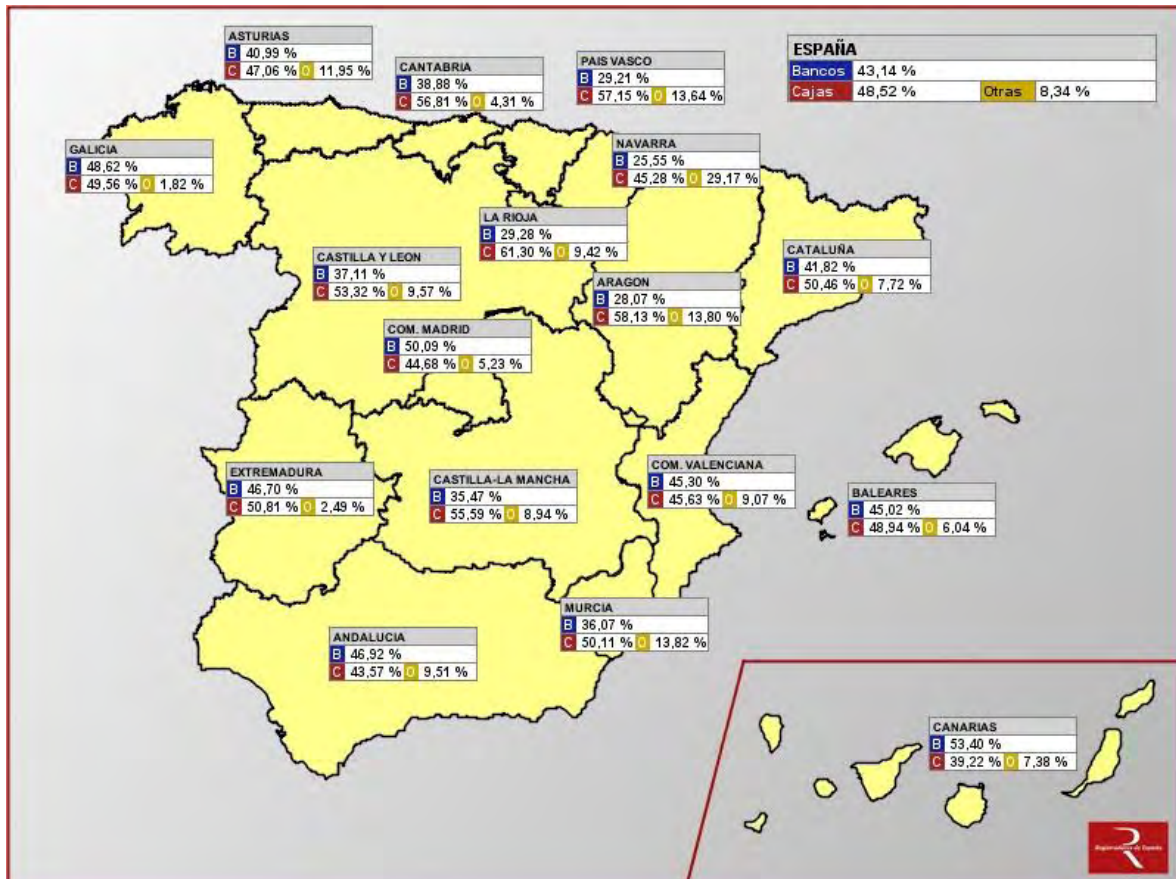 ASTURIAS
B 40,99 %
C 47,06 % O 11,95 %
CANTABRIA
B 38,88 %
C 56,81 % O 4,31 %
PAIS VASCO
B 29,21 %
C 57,15 % O 13,64 %
ESPAÑA
Bancos 43,14 %
Cajas 48,52 % Otras 8,34 %
GALICIA
B 48,62 %
C 49,56 % O 1,82 %
NAVARRA
B 25,55 %
C 45,28 % O 29,17 %
LA RIOJA
B 29,28 %
C 61,30 % O 9,42 %
CASTILLA Y LEON
B 37,11 %
C 53,32 % O 9,57 %
CATALUÑA
B 41,82 %
C 50,46 % O 7,72 %
ARAGON
B 28,07 %
C 58,13 % O 13,80 %
COM. MADRID
B 50,09 %
C 44,68 % O 5,23 %
EXTREMADURA
B 46,70 %
C 50,81 % O 2,49 %
CASTILLA-LA MANCHA
B 35,47 %
C 55,59 % O 8,94 %
COM. VALENCIANA
B 45,30 %
C 45,63 % O 9,07 %
BALEARES
B 45,02 %
C 48,94 % O 6,04 %
MURCIA
B 36,07 %
C 50,11 % O 13,82 %
ANDALUCIA
B 46,92 %
C 43,57 % O 9,51 %
CANARIAS
B 53,40 %
C 39,22 % O 7,38 %
R
Registradores de España